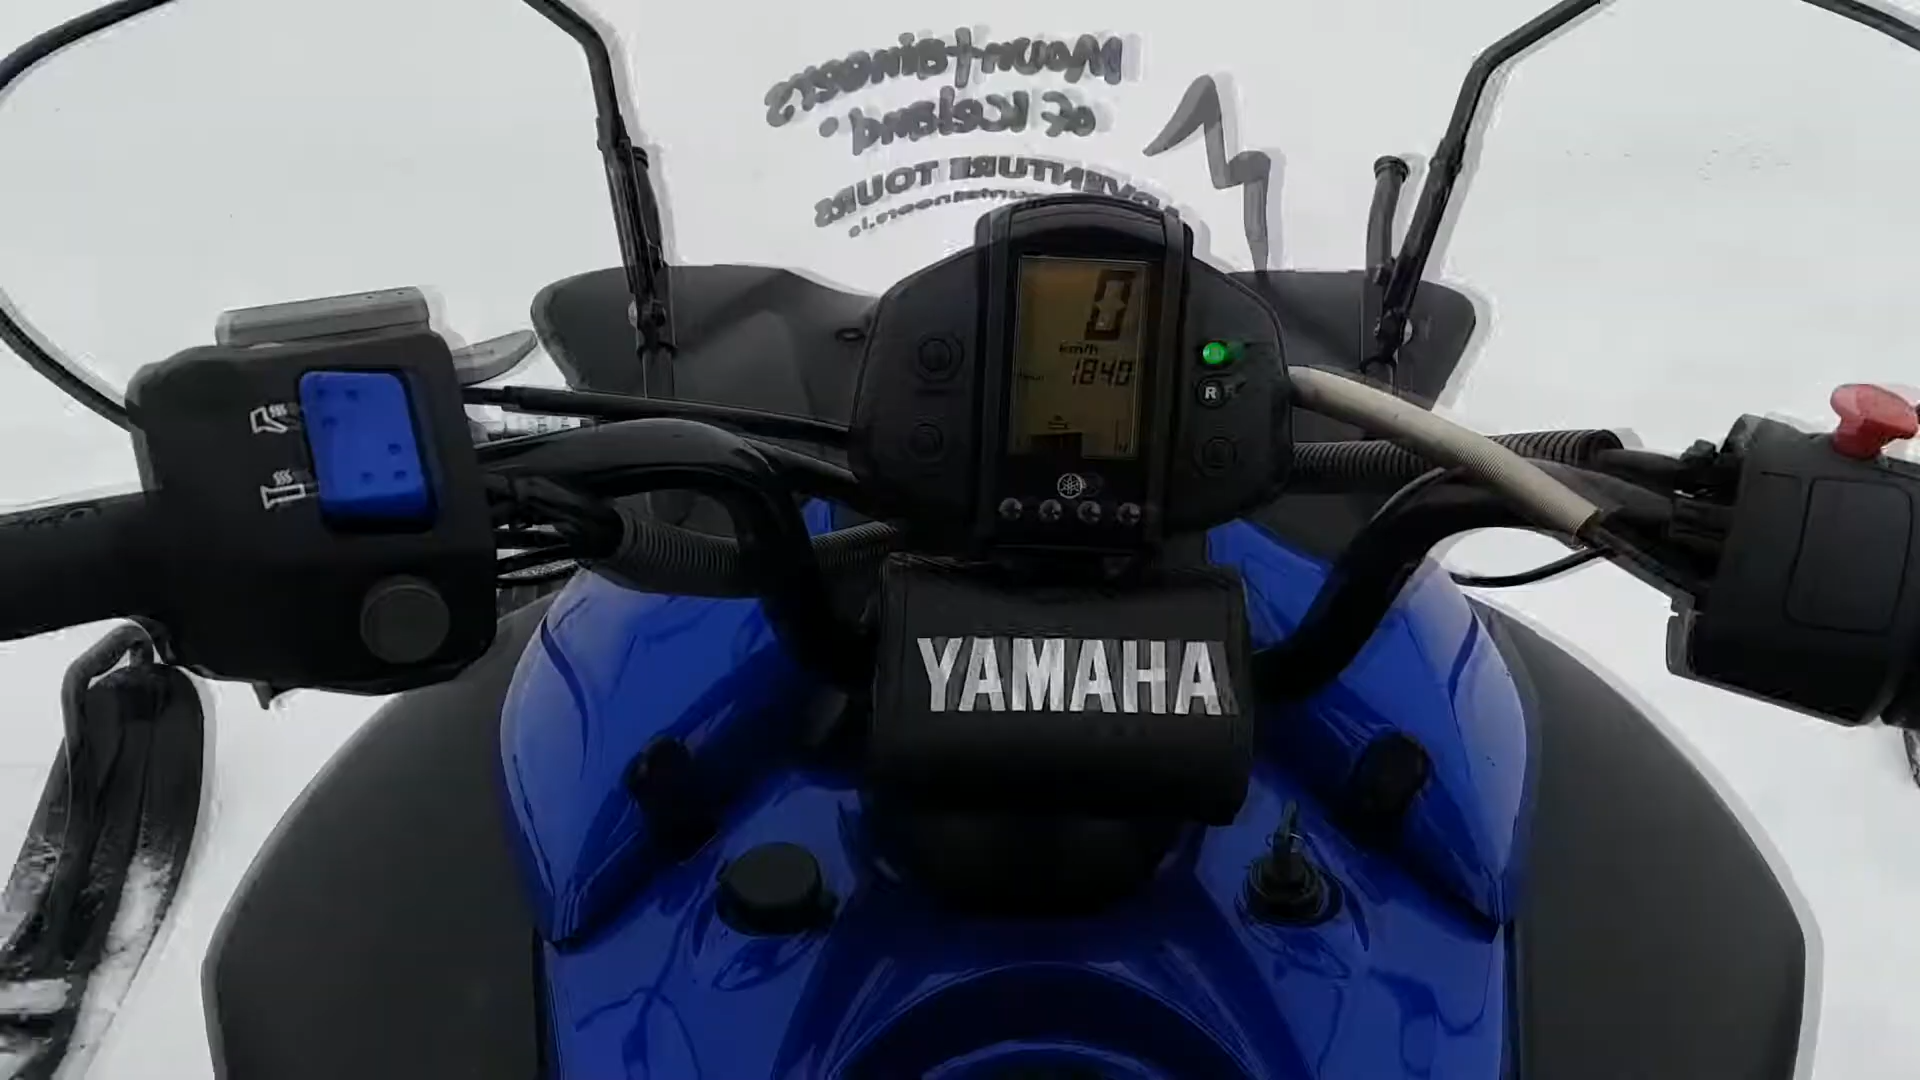 Mountaineers
of Iceland.
ADVENTURE TOURS
0
km/h
1840
R
YAMAHA